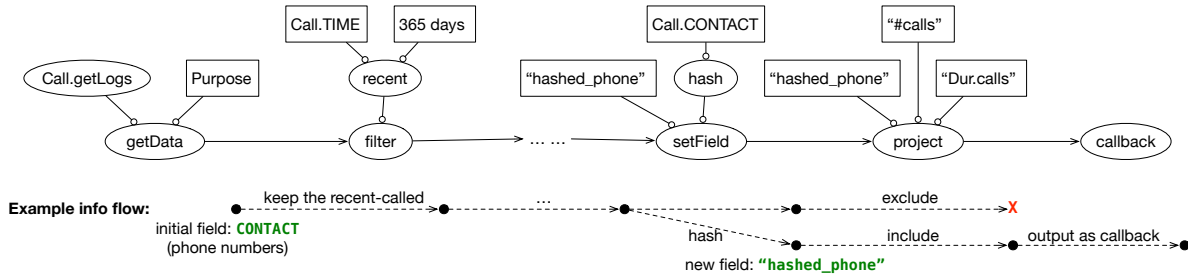 Call.TIME
365 days
Call.CONTACT
"#calls"
Call.getLogs
Purpose
recent
"hashed_phone"
hash
"hashed_phone"
"Dur.calls"
getData
filter
... ...
setField
project
callback
Example info flow:
keep the recent-called
...
exclude
X
initial field: CONTACT
(phone numbers)
hash
include
output as callback
new field: "hashed_phone"